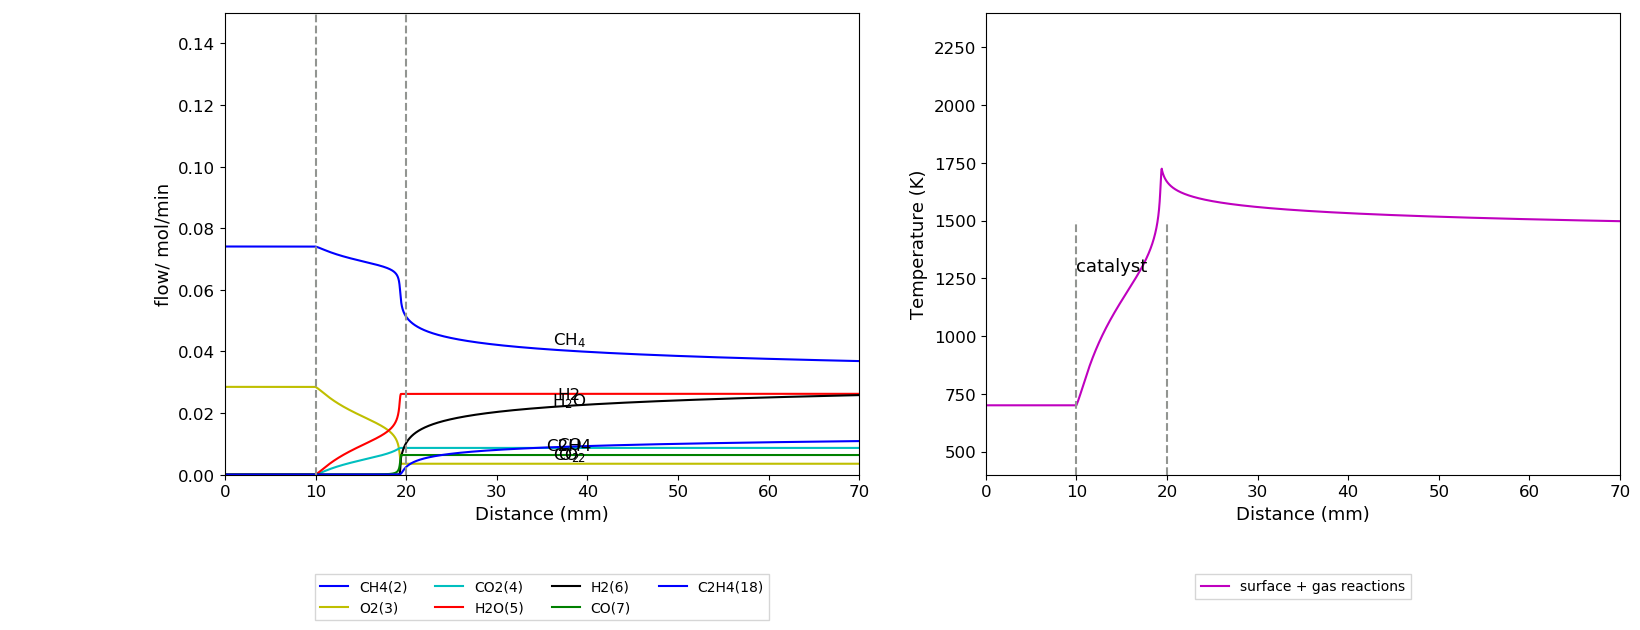 0.14
0.12
0.10
0.08
0.06
0.04
0.02
0.00
flow/ mol/min
CH4
H2
H2O
C2H4
CO
0 10 20 30 40 50 60 70
Distance (mm)
CH4(2) CO2(4) H2(6) C2H4(18)
O2(3) H2O(5) CO(7)
2250
2000
1750
1500
1250
1000
750
500
Temperature (K)
catalyst
0 10 20 30 40 50 60 70
Distance (mm)
surface + gas reactions